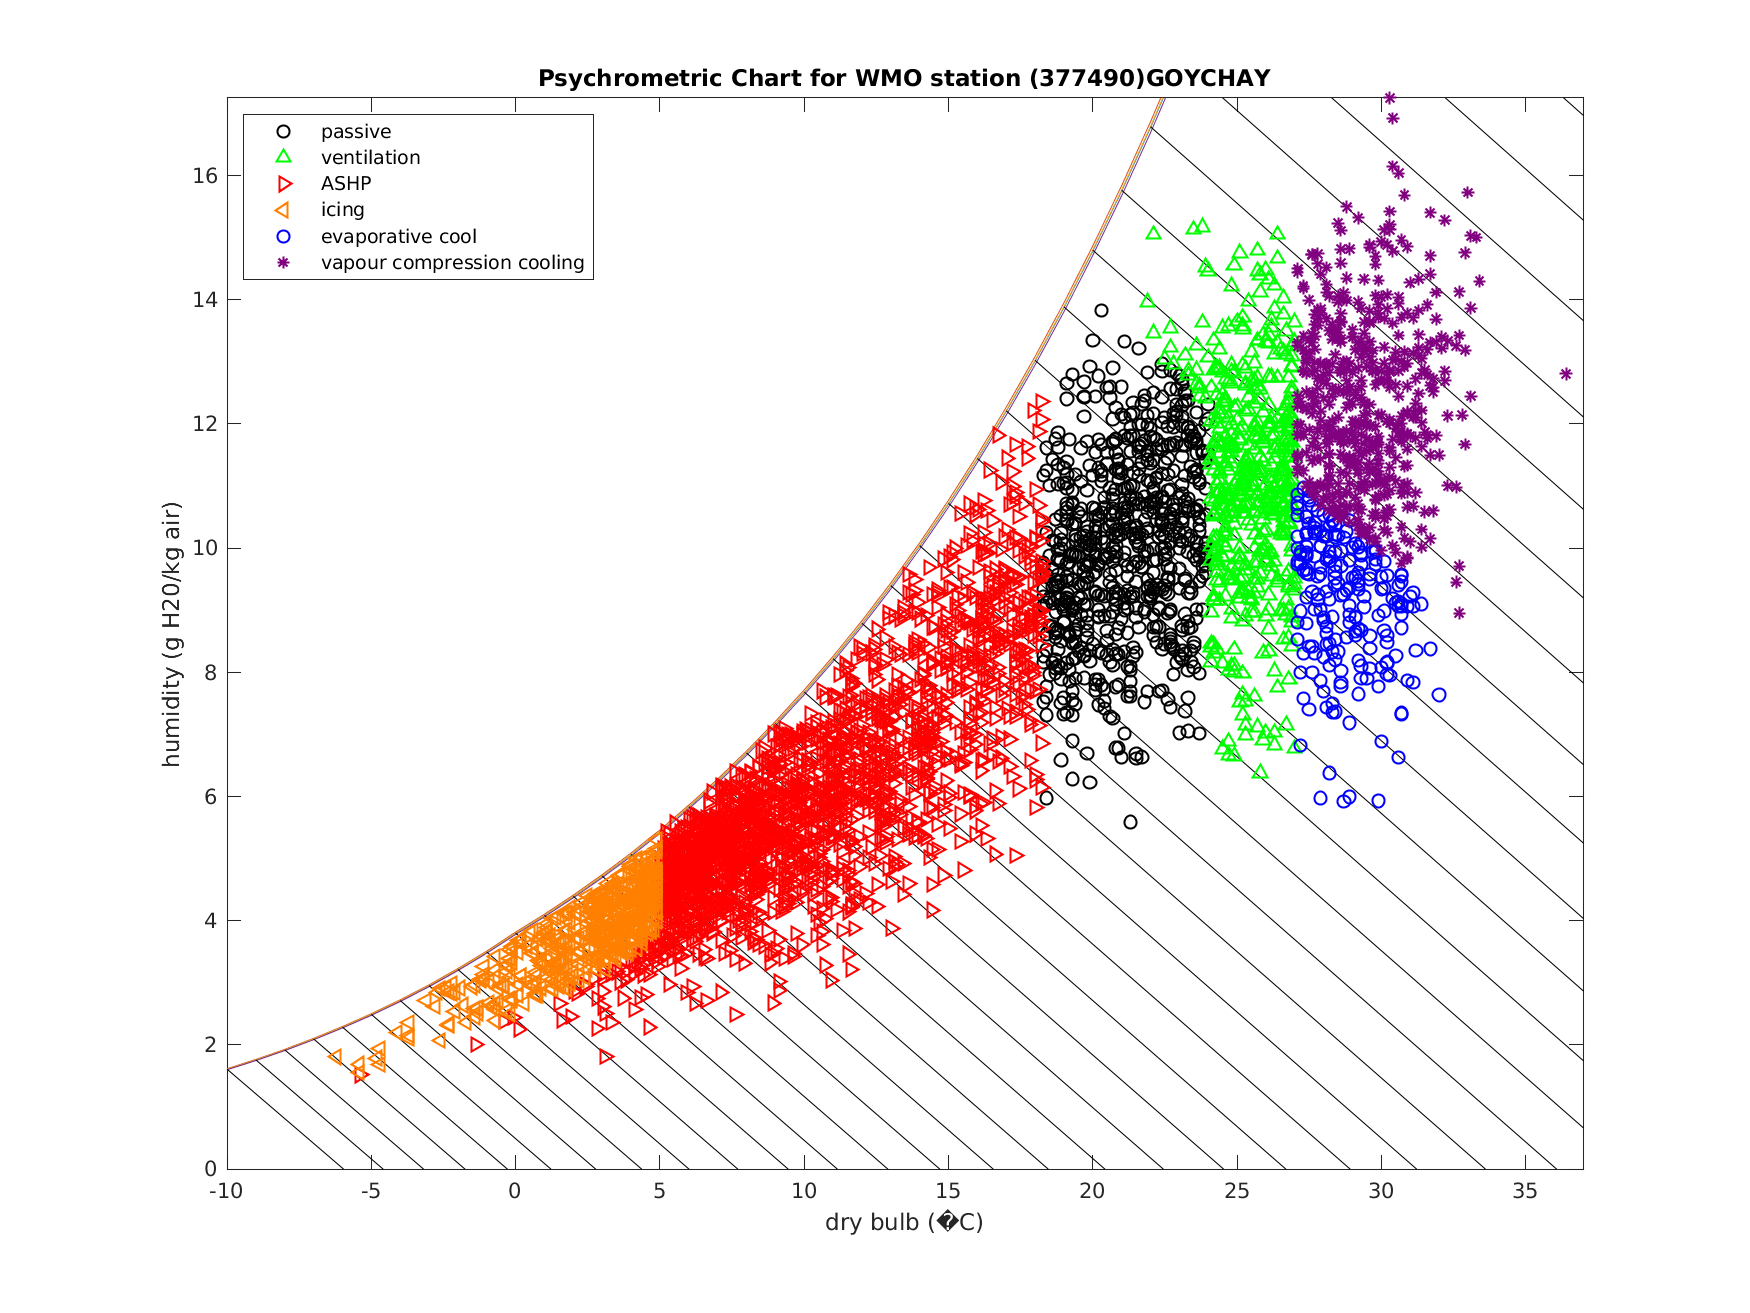 Psychrometric Chart for WMO station (377490)GOYCHAY
passive
ventilation
ASHP
icing
evaporative cool
vapour compression cooling
humidity (g H20/kg air)
16
14
12
10
8
6
4
2
0
-10 -5 0 5 10 15 20 25 30 35
dry bulb (�C)